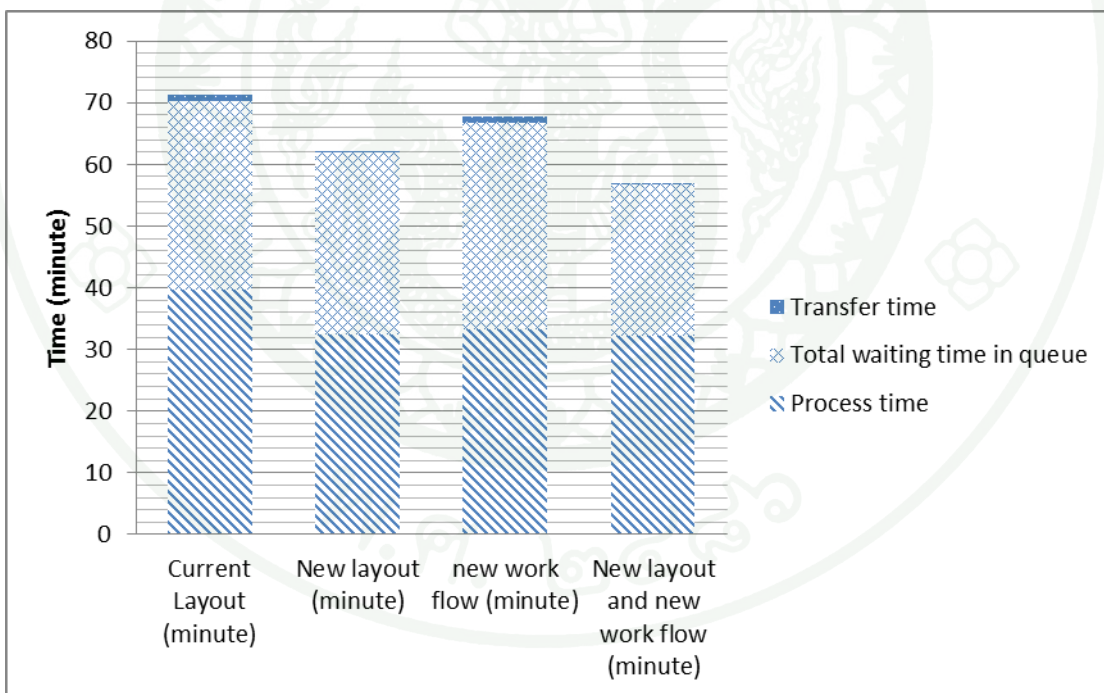 80
70
60
50
40
30
20
10
0
Time (minute)
Current
Layout
(minute)
New layout
(minute)
new work
flow (minute)
New layout
and new
work flow
(minute)
Transfer time
Total waiting time in queue
Process time